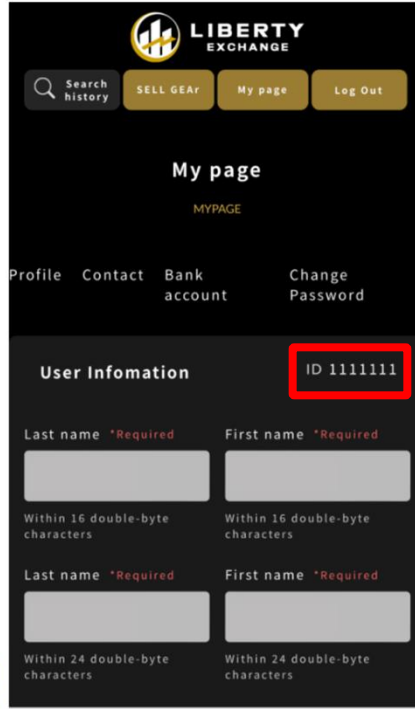 LIBERTY
EXCHANGE
Search history
SELL GEAr
My page
Log Out
My page
MYPAGE
Profile
Contact
Bank account
Change Password
User Infomation
ID 1111111
Last name *Required
First name *Required
Within 16 double-byte characters
Within 16 double-byte characters
Last name *Required
First name *Required
Within 24 double-byte characters
Within 24 double-byte characters